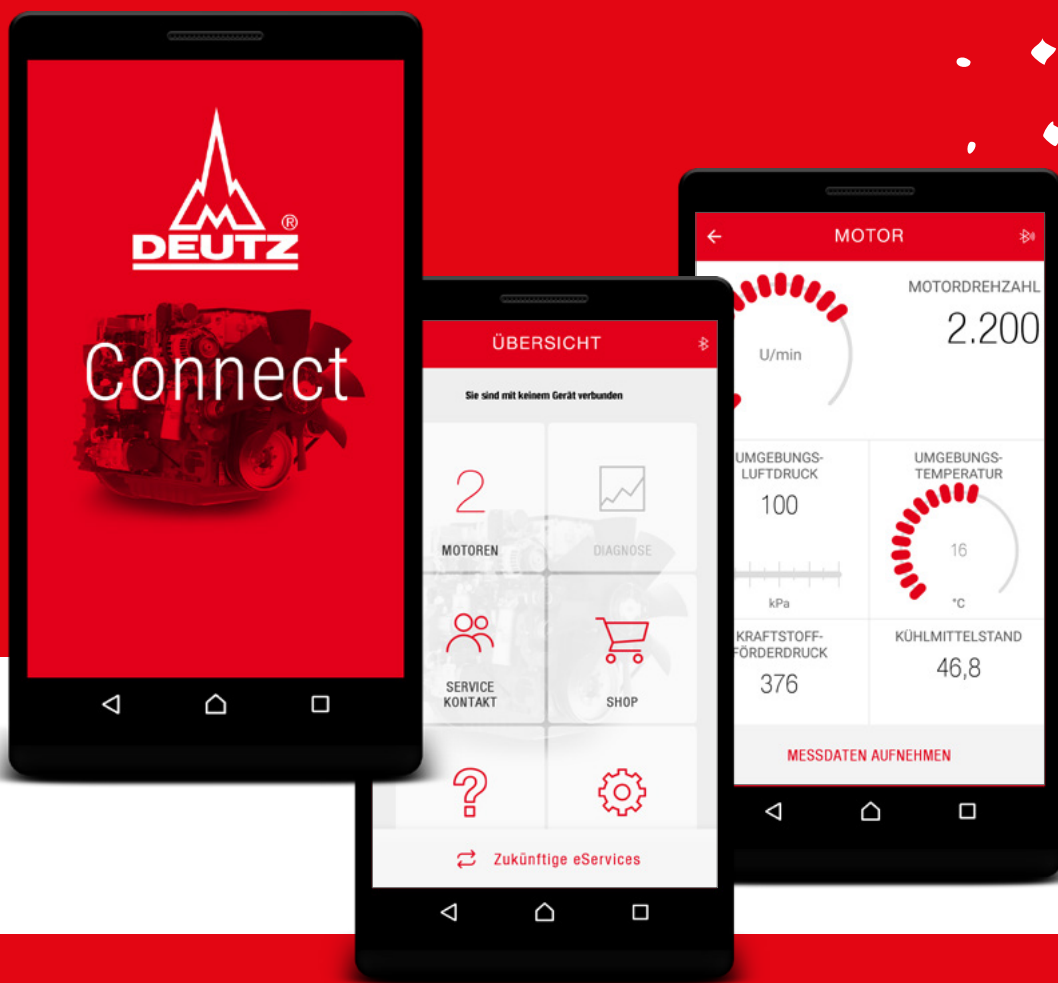 DEUTZ
®
Connect
ÜBERSICHT
Sie sind mit keinem Gerät verbunden
2
MOTOREN
DIAGNOSE
SERVICE
KONTAKT
SHOP
?
Zukünftige eServices
MOTOR
MOTORDREHZAHL
2.200
U/min
UMGEBUNGS-
LUFTDRUCK
100
kPa
UMGEBUNGS-
TEMPERATUR
16
°C
KRAFTSTOFF-
FÖRDERDRUCK
376
KÜHLMITTELSTAND
46,8
MESSDATEN AUFNEHMEN